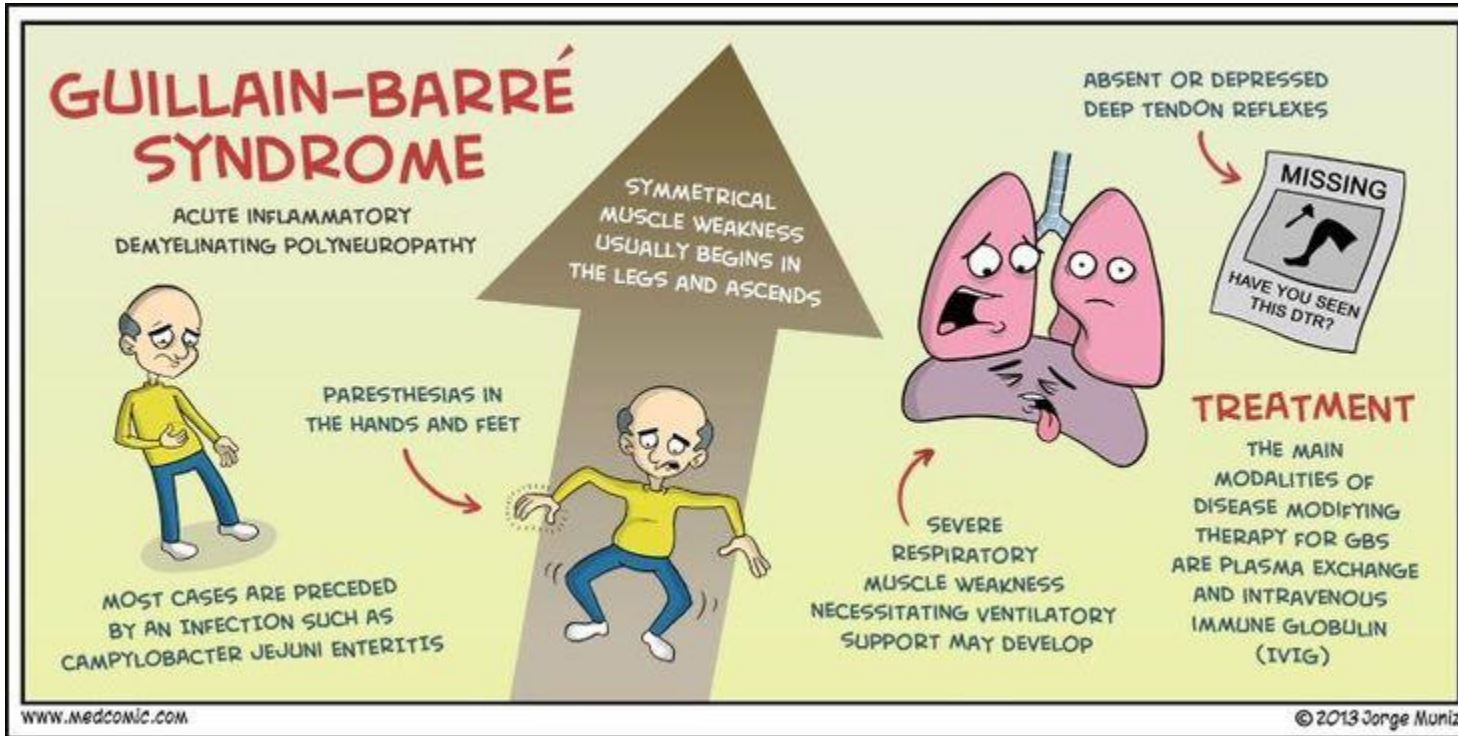 GUILLAIN-BARRÉ
SYNDROME
ACUTE INFLAMMATORY
DEMYELINATING POLYNEUROPATHY
MOST CASES ARE PRECEDED
BY AN INFECTION SUCH AS
CAMPYLOBACTER JEJUNI ENTERITIS
PARESTHESIAS IN
THE HANDS AND FEET
SYMMETRICAL
MUSCLE WEAKNESS
USUALLY BEGINS IN
THE LEGS AND ASCENDS
SEVERE
RESPIRATORY
MUSCLE WEAKNESS
NECESSITATING VENTILATORY
SUPPORT MAY DEVELOP
ABSENT OR DEPRESSED
DEEP TENDON REFLEXES
MISSING
HAVE YOU SEEN
THIS DTR?
TREATMENT
THE MAIN
MODALITIES OF
DISEASE MODIFYING
THERAPY FOR GBS
ARE PLASMA EXCHANGE
AND INTRAVENOUS
IMMUNE GLOBULIN
(IVIG)
www.medcomic.com
© 2013 Jorge Muniz